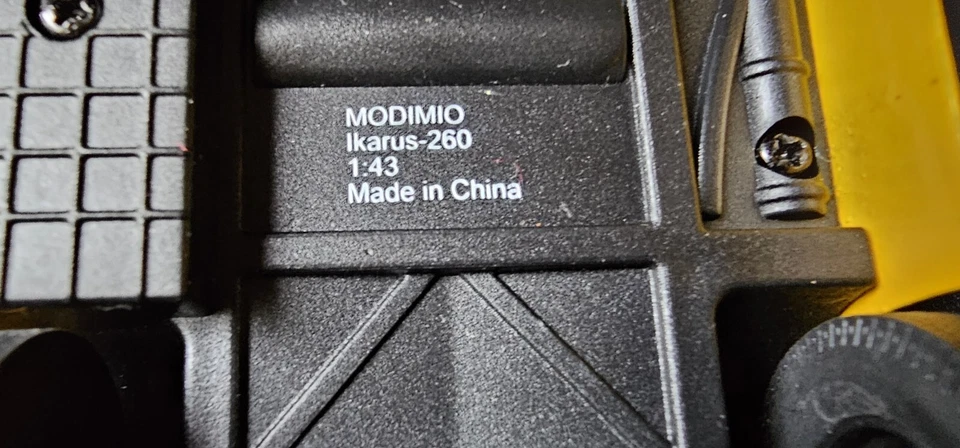 MODIMIO
Ikarus-260
1:43
Made in China